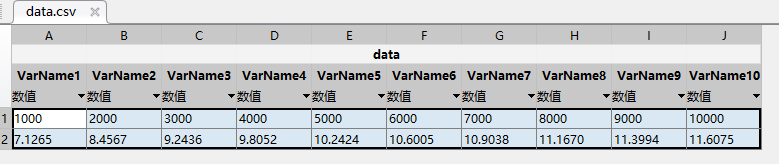 data.csv
A B C D E F G H I J
data
VarName1 VarName2 VarName3 VarName4 VarName5 VarName6 VarName7 VarName8 VarName9 VarName10
数值 数值 数值 数值 数值 数值 数值 数值 数值 数值
1 1000 2000 3000 4000 5000 6000 7000 8000 9000 10000
2 7.1265 8.4567 9.2436 9.8052 10.2424 10.6005 10.9038 11.1670 11.3994 11.6075